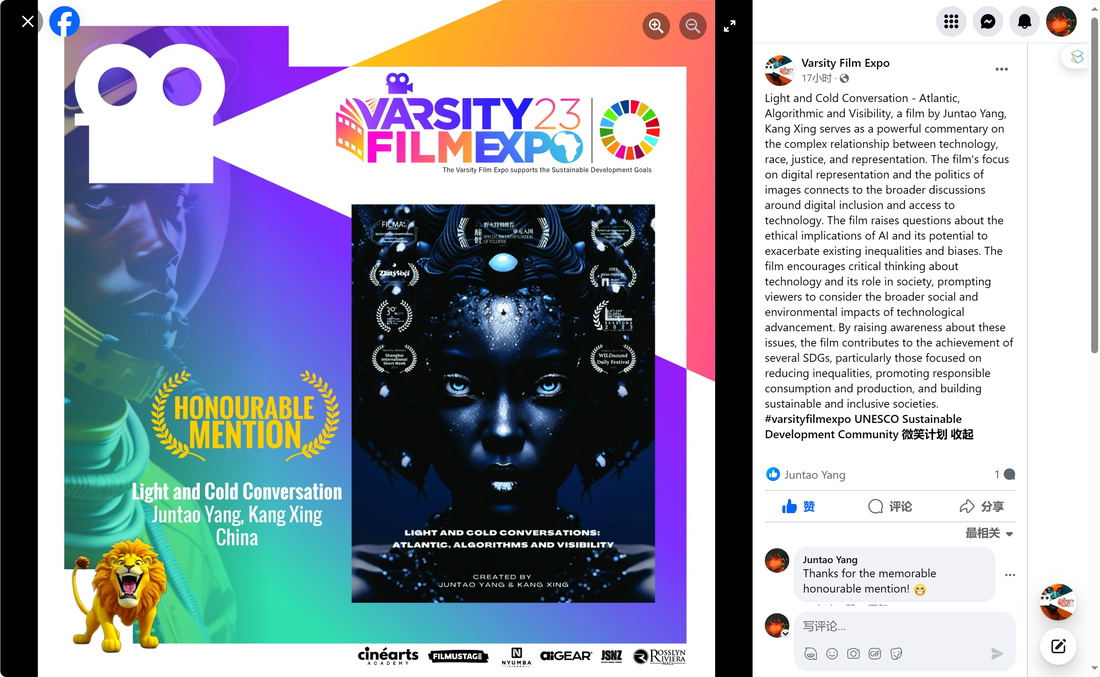 VARSITY 23
FILM EXPO
The Varsity Film Expo supports the Sustainable Development Goals
HONOURABLE
MENTION
Light and Cold Conversation
Juntao Yang, Kang Xing
China
FICMA
Shanghai
International
Short Week
WILDsound
Daily Festival
LIGHT AND COLD CONVERSATIONS:
ATLANTIC, ALGORITHMS AND VISIBILITY
CREATED BY
JUNTAO YANG & KANG XING
cinéarts
ACADEMY
FILMUSTAGE
NYUMBA
aiGEAR
JSNZ
ROSSLYN
RIVIERA
MALL
Varsity Film Expo
17小时 ·
Light and Cold Conversation - Atlantic,
Algorithmic and Visibility, a film by Juntao Yang,
Kang Xing serves as a powerful commentary on
the complex relationship between technology,
race, justice, and representation. The film's focus
on digital representation and the politics of
images connects to the broader discussions
around digital inclusion and access to
technology. The film raises questions about the
ethical implications of AI and its potential to
exacerbate existing inequalities and biases. The
film encourages critical thinking about
technology and its role in society, prompting
viewers to consider the broader social and
environmental impacts of technological
advancement. By raising awareness about these
issues, the film contributes to the achievement of
several SDGs, particularly those focused on
reducing inequalities, promoting responsible
consumption and production, and building
sustainable and inclusive societies.
#varsityfilmexpo UNESCO Sustainable
Development Community 微笑计划 收起
Juntao Yang
1
赞
评论
分享
最相关
Juntao Yang
Thanks for the memorable
honourable mention! 😁
写评论...
GIF